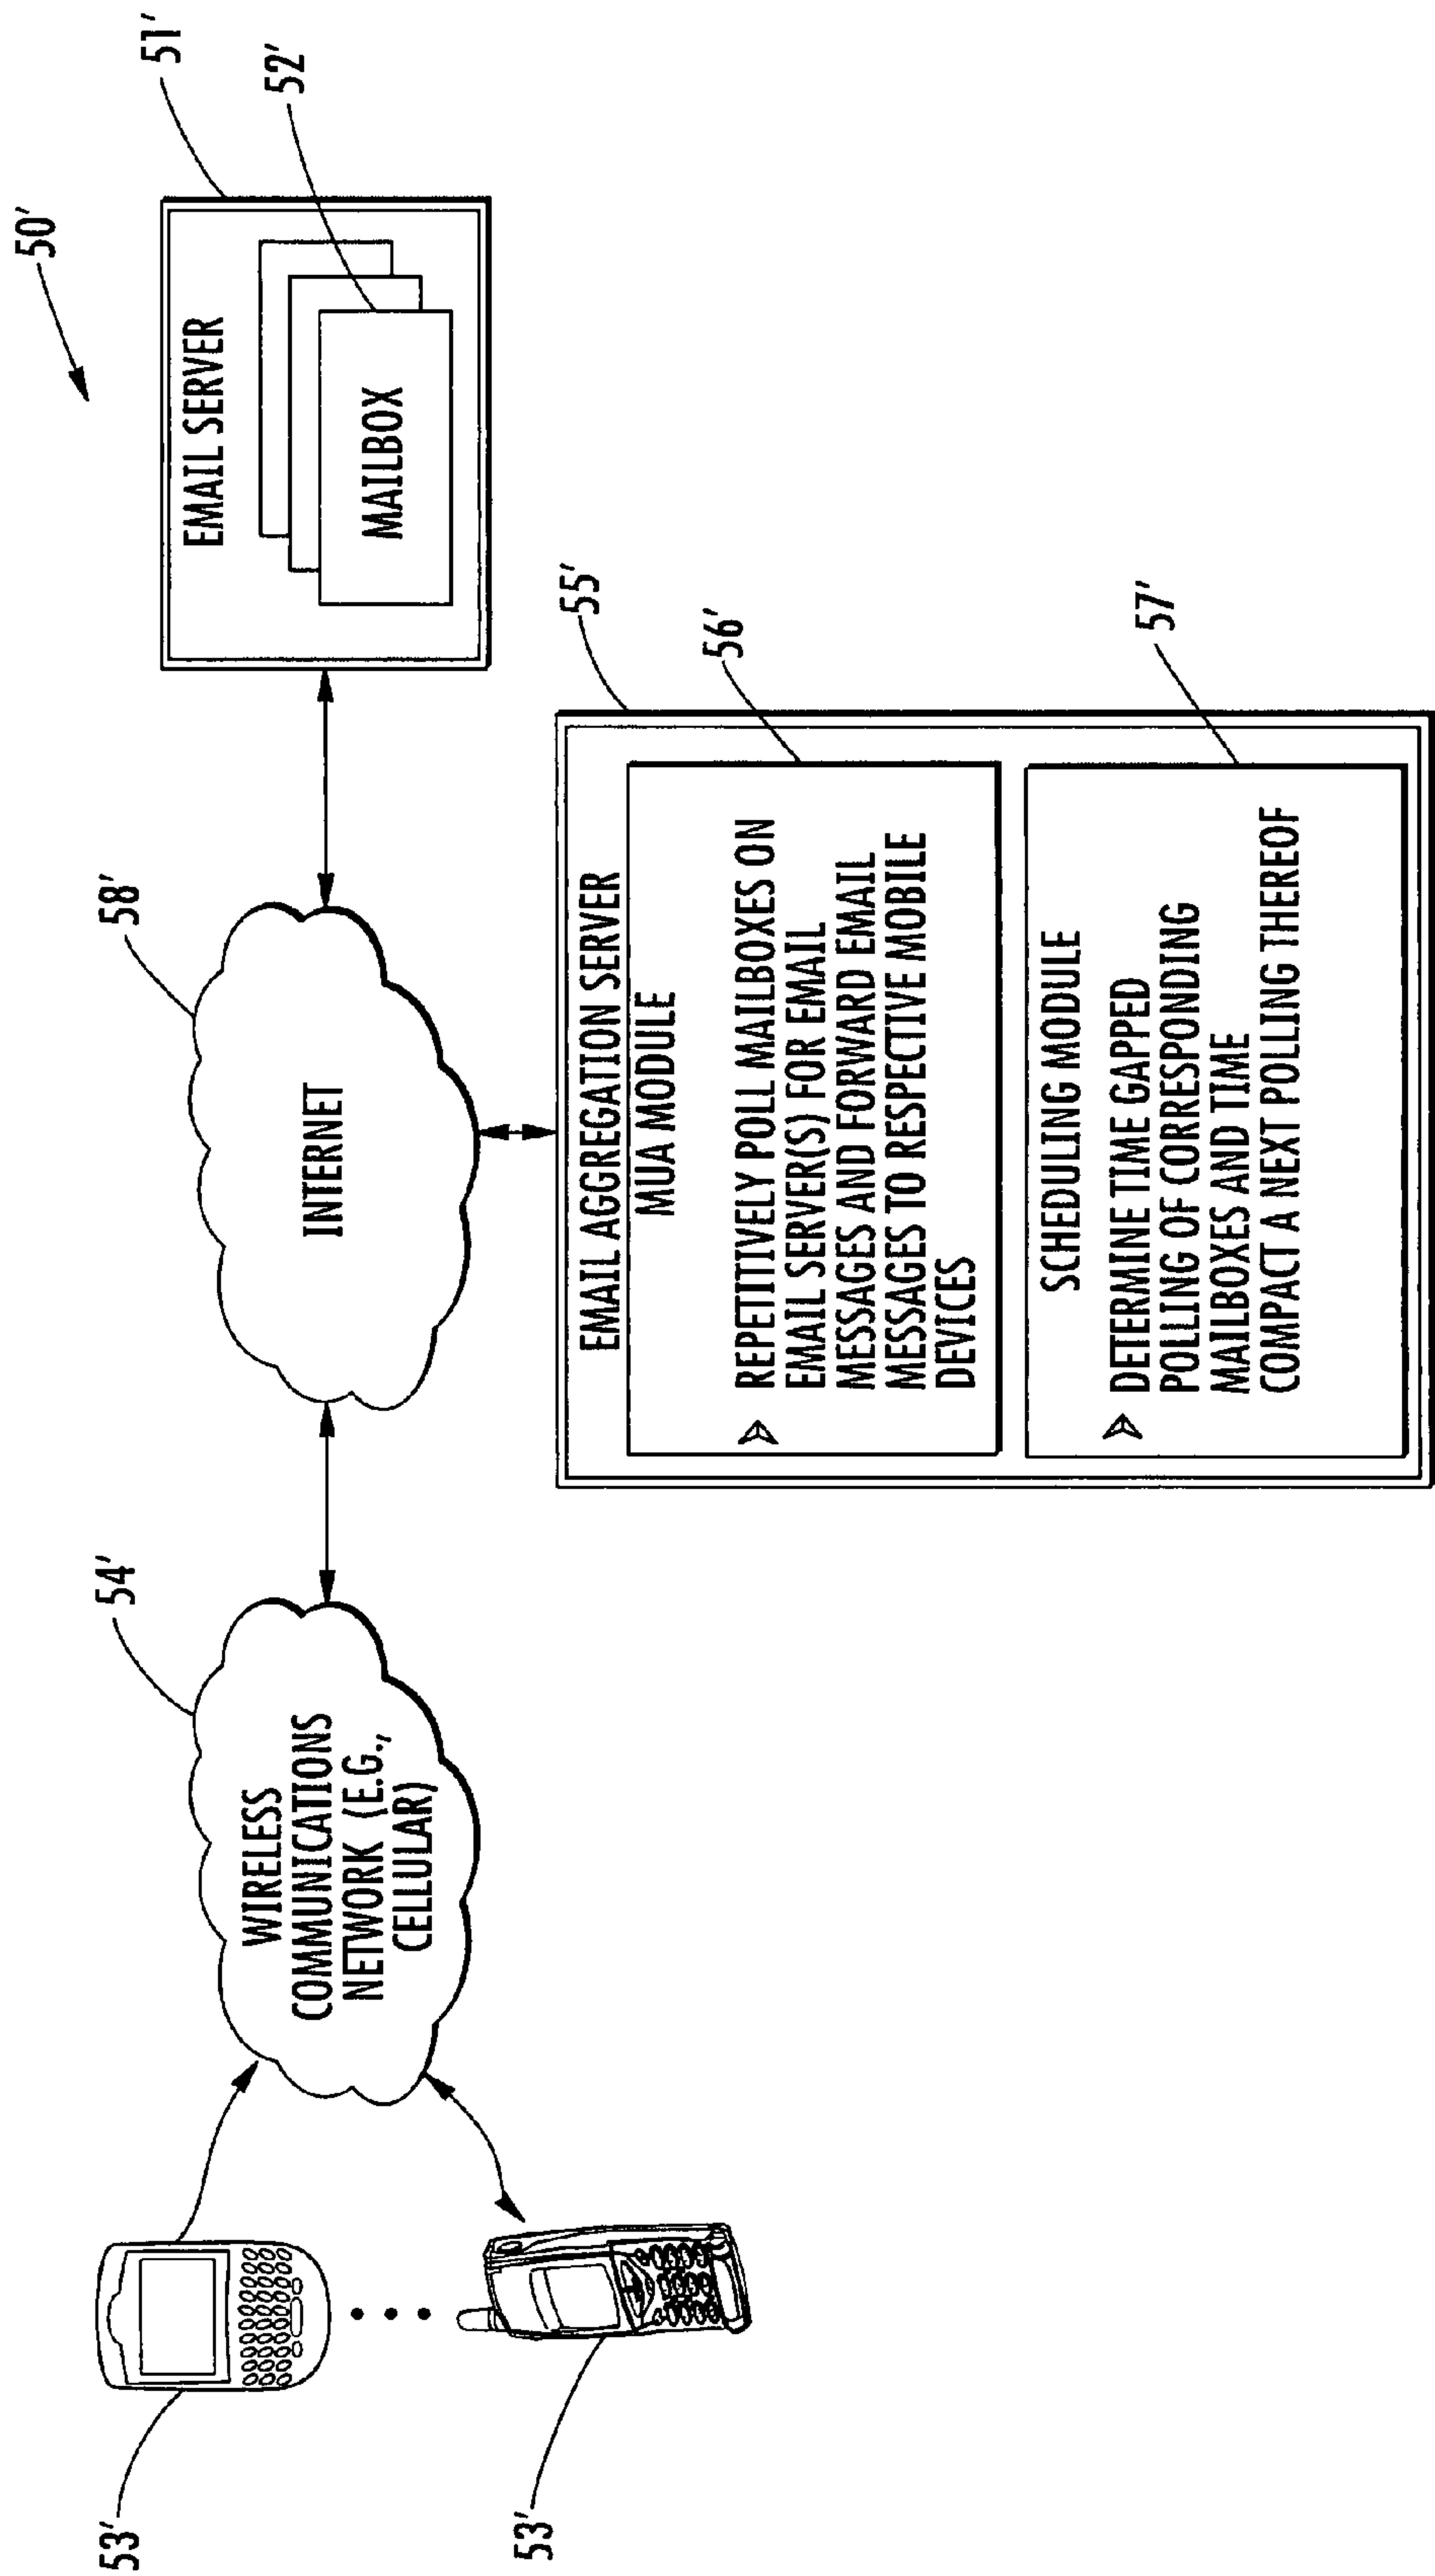 50'
51'
52'
EMAIL SERVER
MAILBOX
58'
INTERNET
54'
WIRELESS
COMMUNICATIONS
NETWORK (E.G.,
CELLULAR)
53'
53'
55'
56'
57'
EMAIL AGGREGATION SERVER
MUA MODULE
REPETITIVELY POLL MAILBOXES ON
EMAIL SERVER(S) FOR EMAIL
MESSAGES AND FORWARD EMAIL
MESSAGES TO RESPECTIVE MOBILE
DEVICES
SCHEDULING MODULE
DETERMINE TIME GAPPED
POLLING OF CORRESPONDING
MAILBOXES AND TIME
COMPACT A NEXT POLLING THEREOF